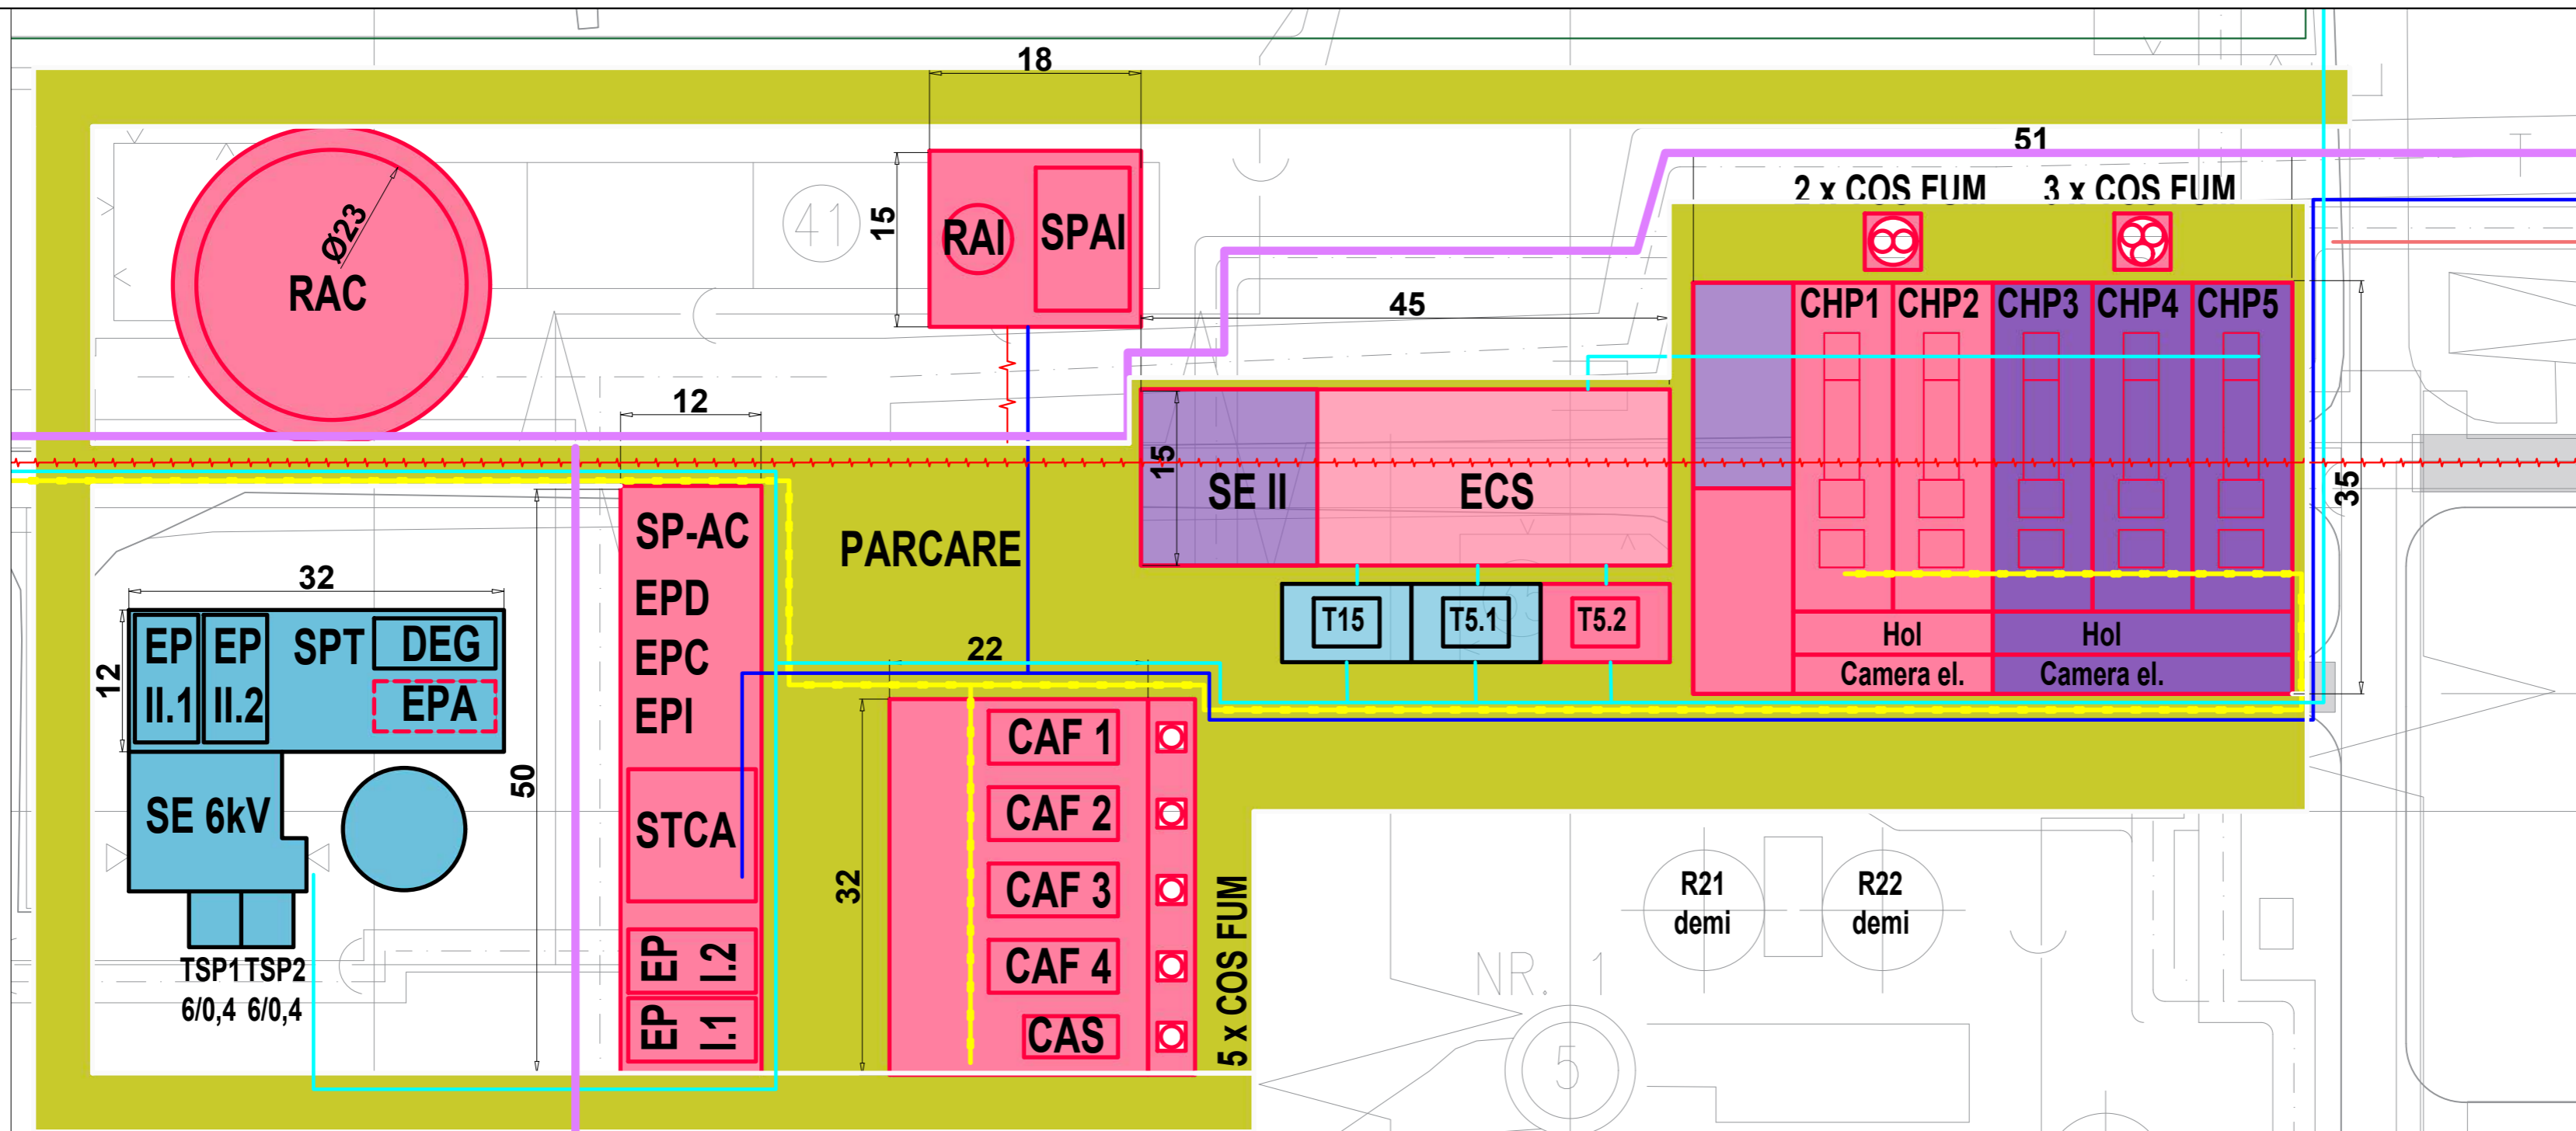 18
51
2 x COS FUM
3 x COS FUM
41
Ø23
RAC
15
RAI
SPAI
45
CHP1
CHP2
CHP3
CHP4
CHP5
12
15
SE II
ECS
35
SP-AC
EPD
EPC
EPI
PARCARE
32
12
EP II.1
EP II.2
SPT
DEG
EPA
T15
T5.1
T5.2
65
Hol
Hol
Camera el.
Camera el.
22
50
STCA
SE 6kV
32
CAF 1
CAF 2
CAF 3
CAF 4
CAS
5 x COS FUM
R21
demi
R22
demi
TSP1
6/0,4
TSP2
6/0,4
EP I.2
EP I.1
NR. 1
5